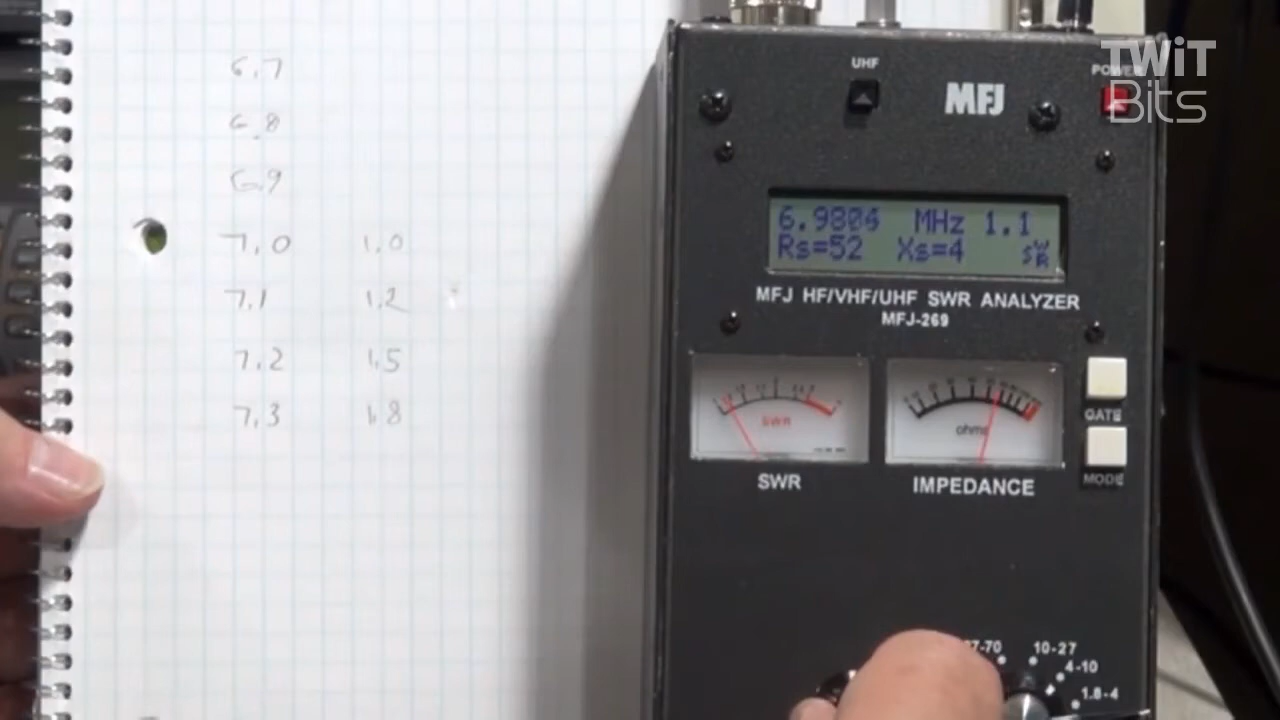 TWiT
Bits
6.7
6.8
6.9
7.0 1.0
7.1 1.2
7.2 1.5
7.3 1.8
UHF
MFJ
POWER
6.9806 MHz 1.1
Rs=52 Xs=4 SWR
MFJ HF/VHF/UHF SWR ANALYZER
MFJ-269
SWR
ohms
GATE
MODE
SWR
IMPEDANCE
27-70
10-27
4-10
1.8-4